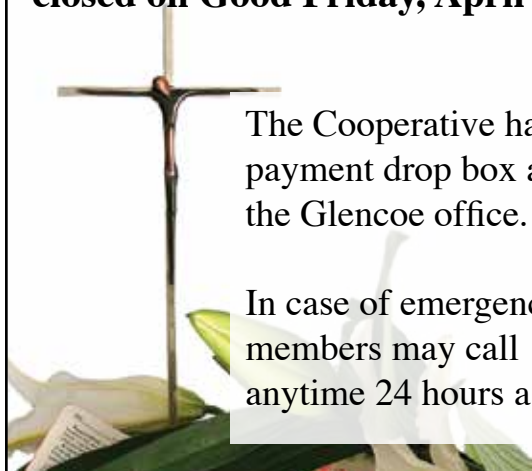 closed on Good Friday, April
The Cooperative ha
payment drop box a
the Glencoe office.
In case of emergenc
members may call
anytime 24 hours a